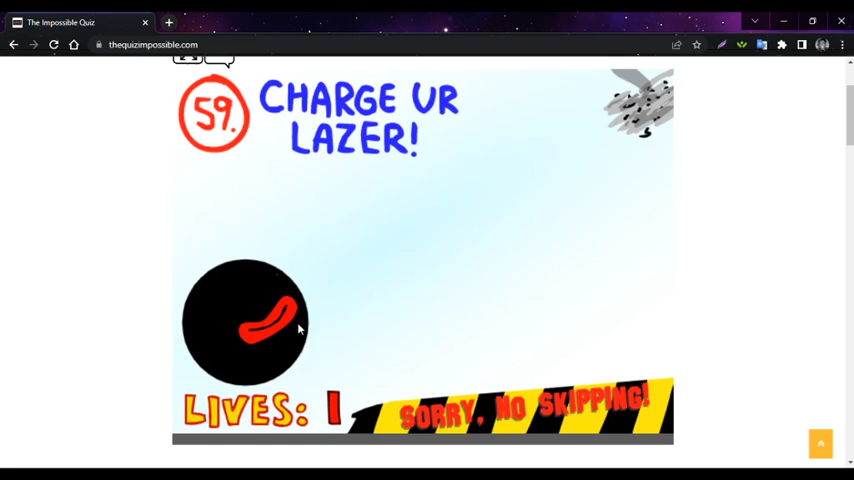 The Impossible Quiz
thequizimpossible.com
59.
CHARGE UR
LAZER!
LIVES: 1
SORRY, NO SKIPPING!